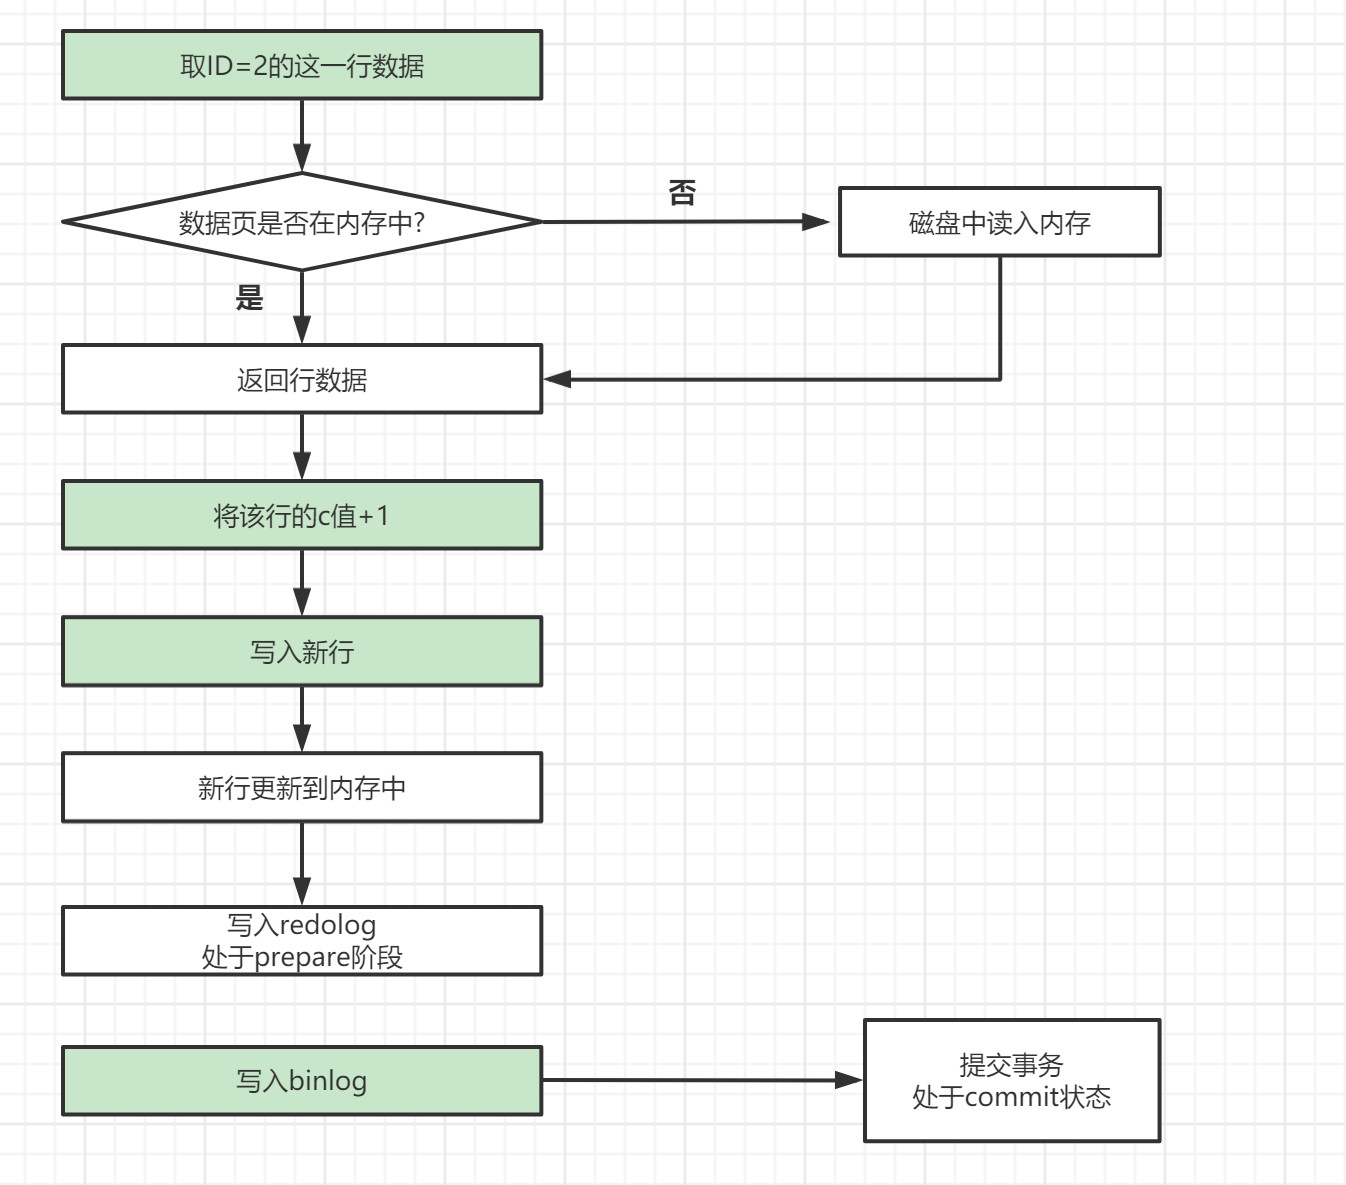 取ID=2的这一行数据
否
数据页是否在内存中?
磁盘中读入内存
是
返回行数据
将该行的c值+1
写入新行
新行更新到内存中
写入redolog
处于prepare阶段
写入binlog
提交事务
处于commit状态